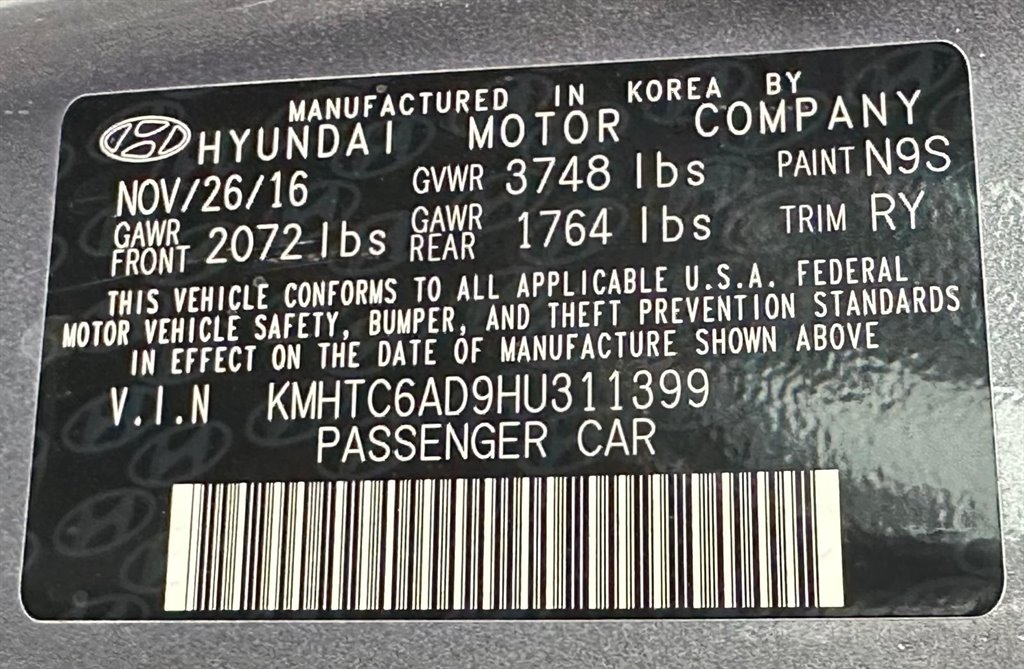 MANUFACTURED IN KOREA BY
HYUNDAI MOTOR COMPANY
NOV/26/16 GVWR 3748 lbs PAINT N9S
GAWR FRONT 2072 lbs GAWR REAR 1764 lbs TRIM RY
THIS VEHICLE CONFORMS TO ALL APPLICABLE U.S.A. FEDERAL
MOTOR VEHICLE SAFETY, BUMPER, AND THEFT PREVENTION STANDARDS
IN EFFECT ON THE DATE OF MANUFACTURE SHOWN ABOVE
V.I.N KMHTC6AD9HU311399
PASSENGER CAR